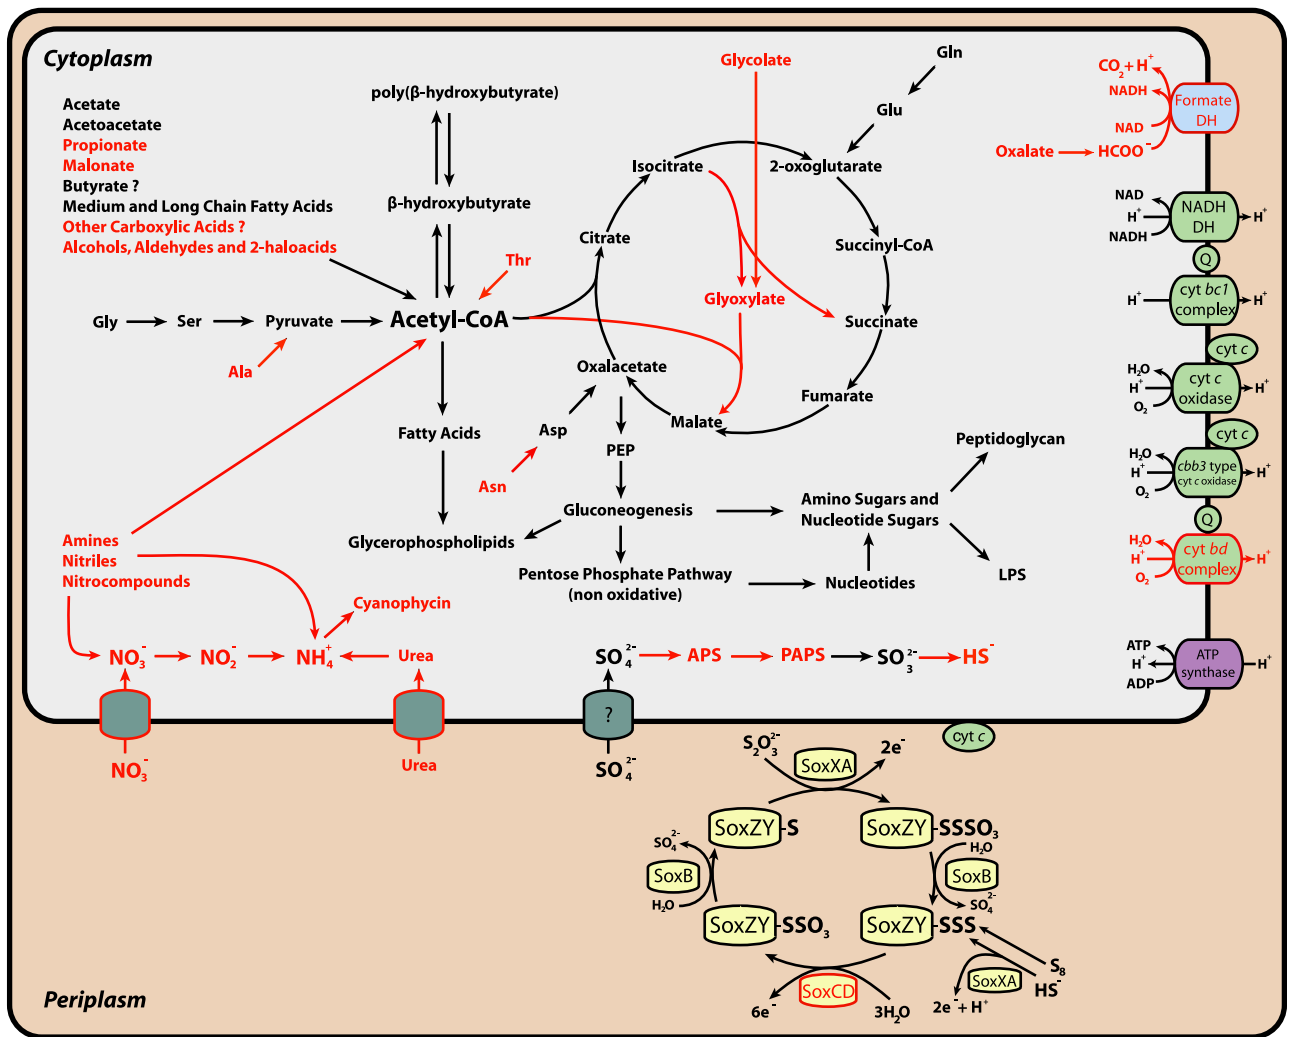 Cytoplasm
Acetate
Acetoacetate
Propionate
Malonate
Butyrate ?
Medium and Long Chain Fatty Acids
Other Carboxylic Acids ?
Alcohols, Aldehydes and 2-haloacids
poly(β-hydroxybutyrate)
β-hydroxybutyrate
Thr
Gly
Ser
Pyruvate
Acetyl-CoA
Ala
Fatty Acids
Glycerophospholipids
Glycolate
Gln
Glu
Isocitrate
2-oxoglutarate
Citrate
Succinyl-CoA
Glyoxylate
Succinate
Oxalacetate
Fumarate
Malate
Asp
Asn
PEP
Gluconeogenesis
Pentose Phosphate Pathway
(non oxidative)
Amino Sugars and
Nucleotide Sugars
Nucleotides
Peptidoglycan
LPS
Amines
Nitriles
Nitrocompounds
Cyanophycin
NO₃⁻
NO₂⁻
NH₄⁺
Urea
NO₃⁻
Urea
SO₄²⁻
APS
PAPS
SO₃²⁻
HS⁻
?
SO₄²⁻
CO₂ + H⁺
NADH
NAD
Oxalate
HCOO⁻
Formate
DH
NAD
H⁺
NADH
NADH
DH
H⁺
Q
H⁺
cyt bc1
complex
H⁺
cyt c
H₂O
H⁺
O₂
cyt c
oxidase
H⁺
cyt c
H₂O
H⁺
O₂
cbb3 type
cyt c oxidase
H⁺
Q
H₂O
H⁺
O₂
cyt bd
complex
H⁺
ATP
H⁺
ADP
ATP
synthase
H⁺
cyt c
S₂O₃²⁻
SoxXA
2e⁻
SoxZY-S
SoxZY-SSSO₃
SO₄²⁻
SoxB
H₂O
H₂O
SoxB
SO₄²⁻
SoxZY-SSO₃
SoxZY-SSS
S₈
HS⁻
SoxXA
2e⁻ + H⁺
SoxCD
6e⁻
3H₂O
Periplasm